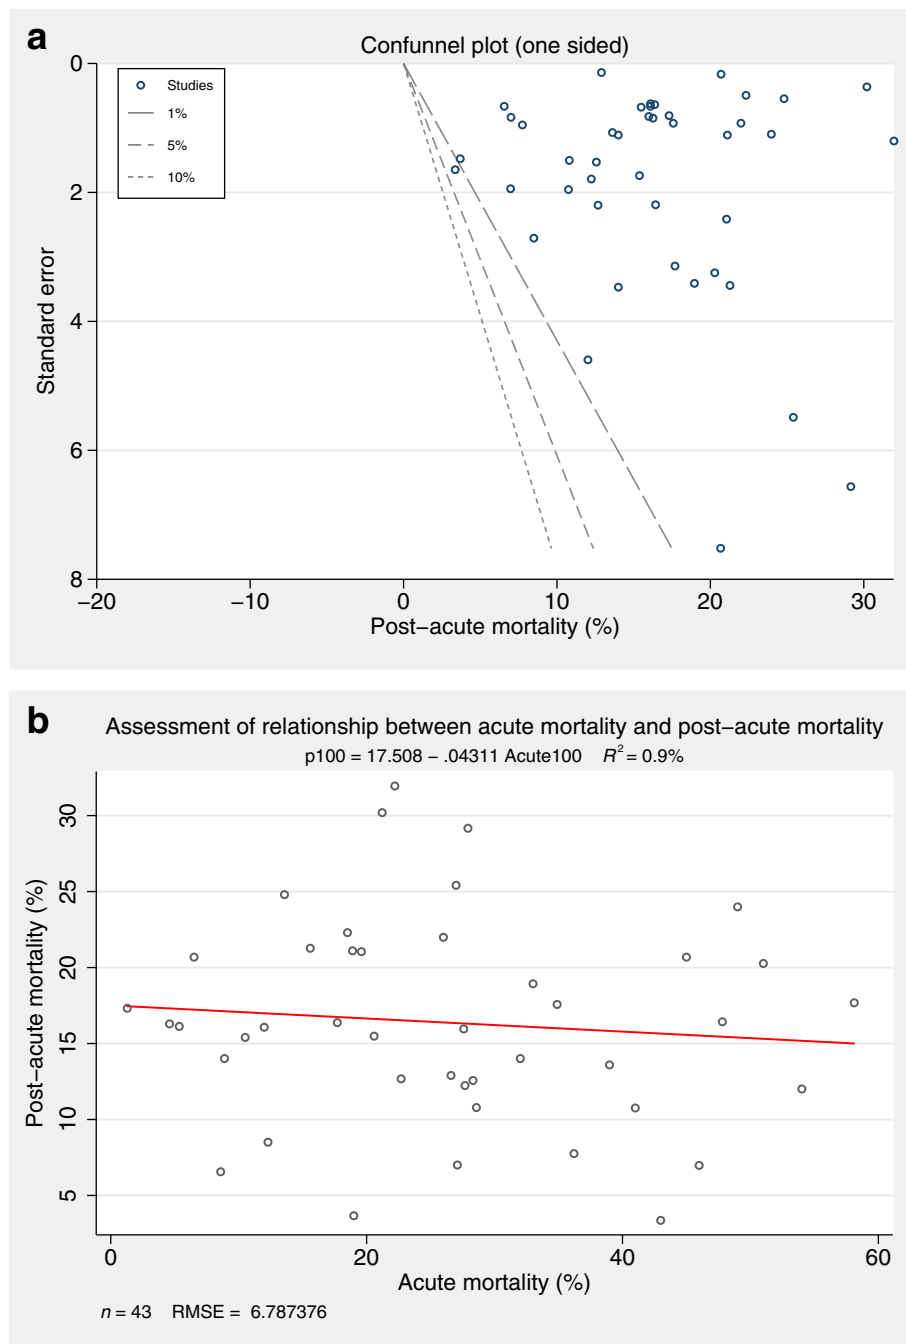 a
Confunnel plot (one sided)
Studies
1%
5%
10%
0
2
4
6
8
Standard error
−20 −10 0 10 20 30
Post−acute mortality (%)
b
Assessment of relationship between acute mortality and post−acute mortality
p100 = 17.508 − .04311 Acute100 R² = 0.9%
30
25
20
15
10
5
Post−acute mortality (%)
0 20 40 60
Acute mortality (%)
n = 43 RMSE = 6.787376